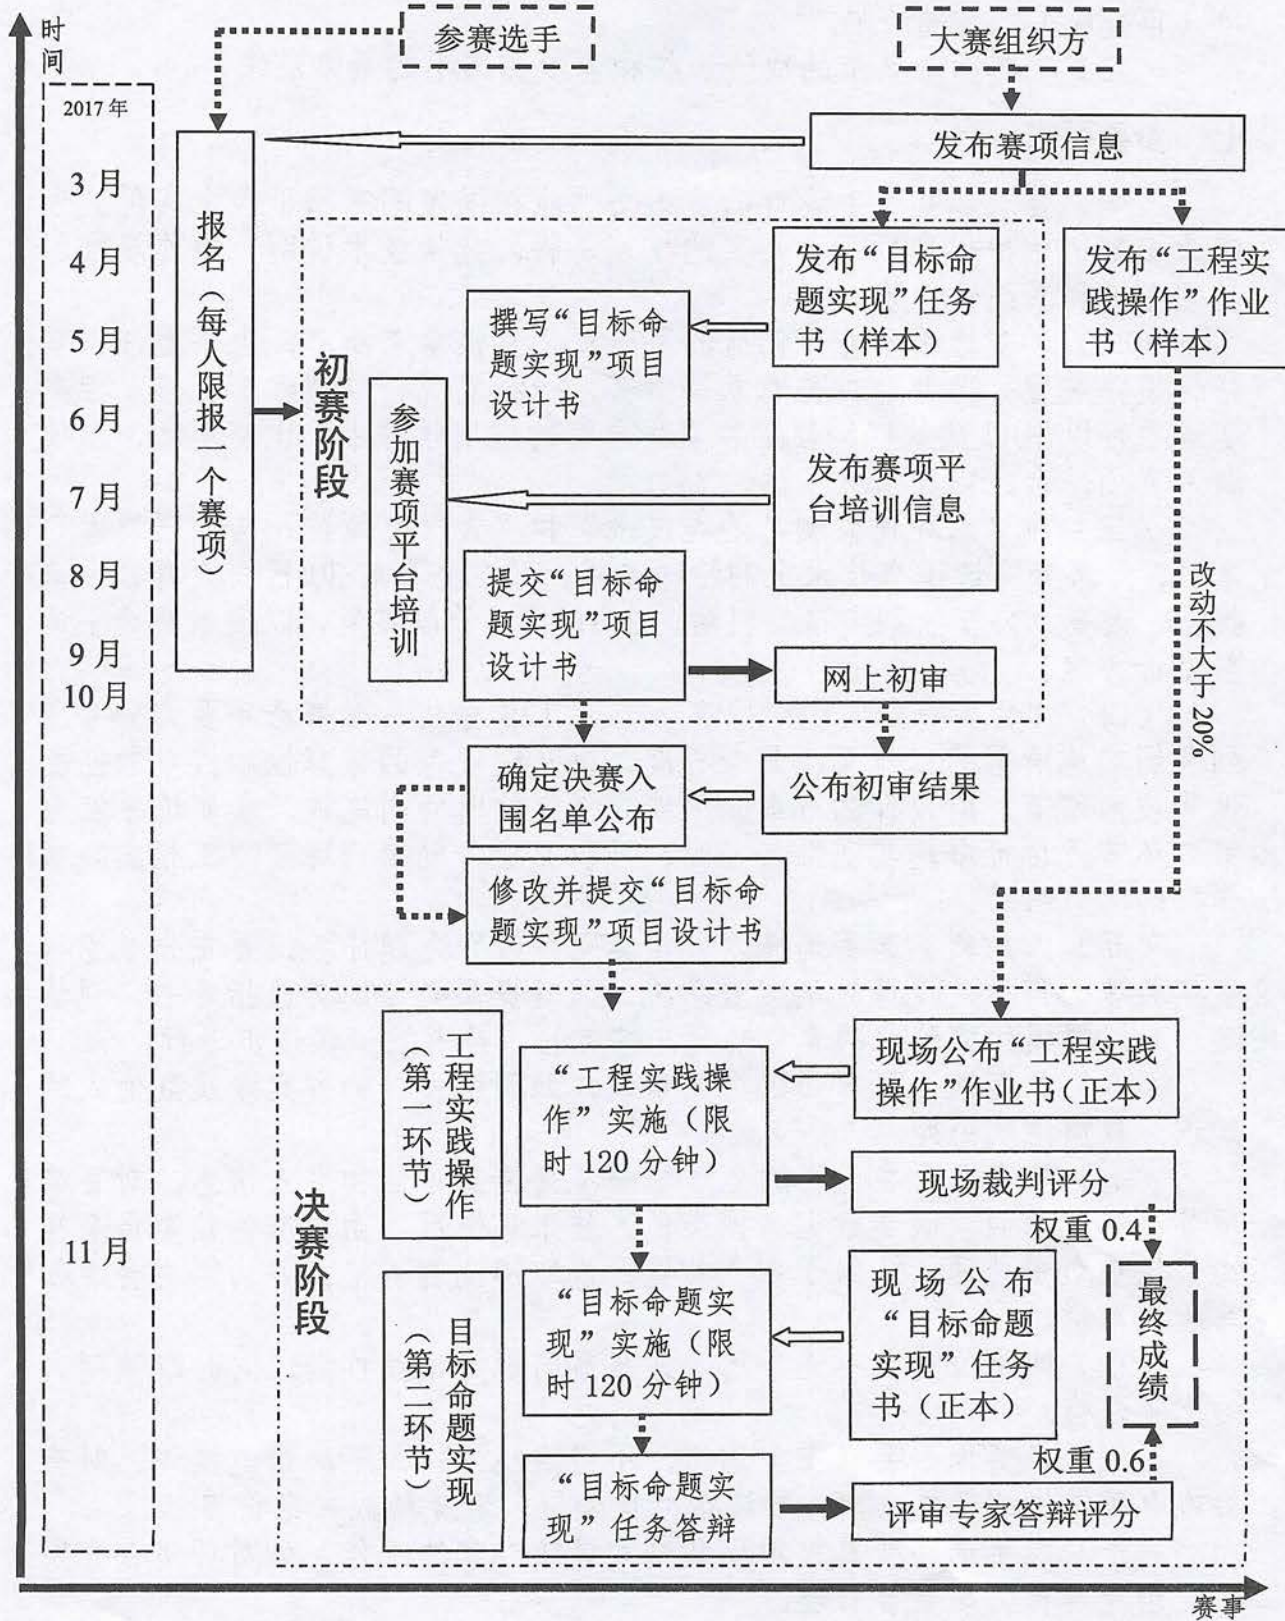 时
间
参赛选手
大赛组织方
2017年
3月
4月
5月
6月
7月
8月
9月
10月
11月
发布赛项信息
报名（每人限报一个赛项）
初赛阶段
发布“目标命
题实现”任务
书（样本）
发布“工程实
践操作”作业
书（样本）
撰写“目标命
题实现”项目
设计书
参加赛项平台培训
发布赛项平
台培训信息
提交“目标命
题实现”项目
设计书
网上初审
改动不大于20%
确定决赛入
围名单公布
公布初审结果
修改并提交“目标命
题实现”项目设计书
决赛阶段
工程实践操作
（第一环节）
“工程实践操
作”实施（限
时120分钟）
现场公布“工程实践
操作”作业书（正本）
现场裁判评分
权重 0.4
目标命题实现
（第二环节）
“目标命题实
现”实施（限
时120分钟）
现场公布
“目标命题
实现”任务
书（正本）
最终成绩
权重 0.6
“目标命题实
现”任务答辩
评审专家答辩评分
赛事